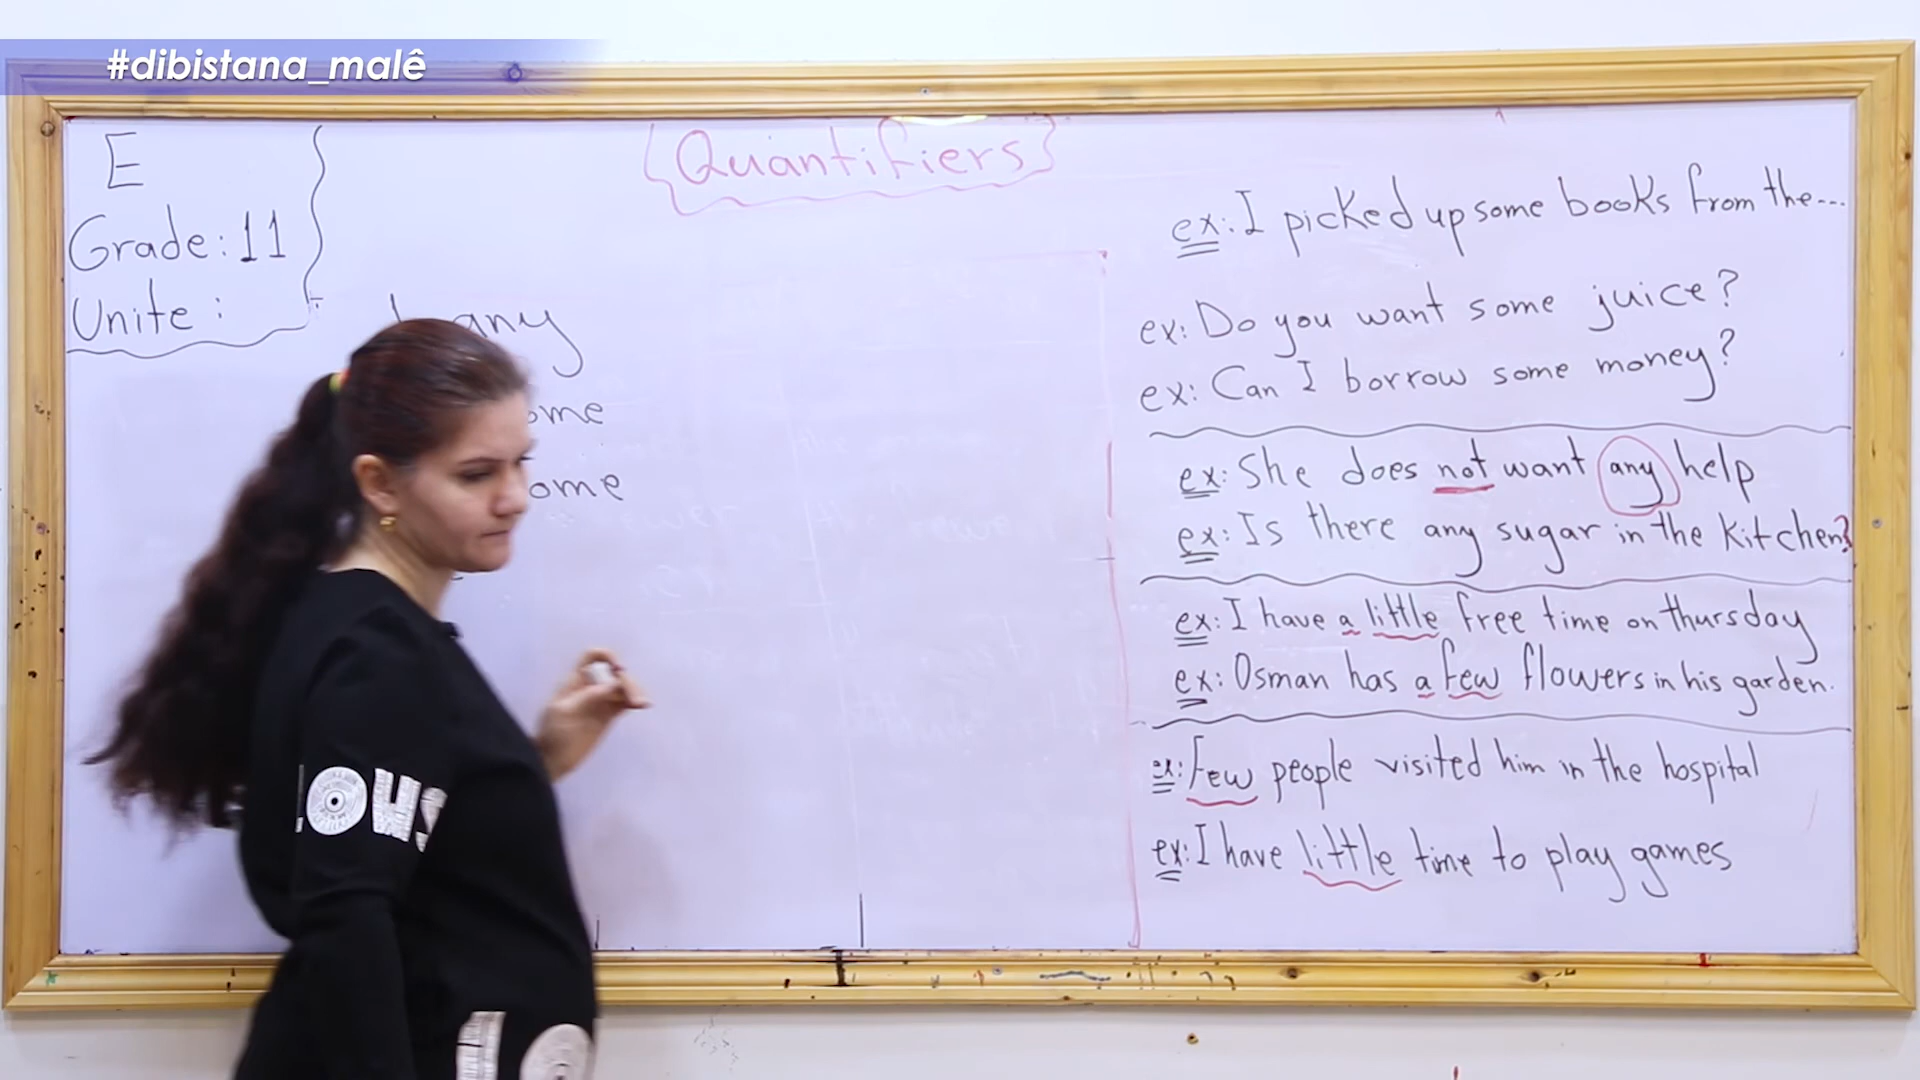 #dibistana_malê
E
Grade: 11
Unite :
Quantifiers
any
ome
ome
ex: I picked up some books from the...
ex: Do you want some juice?
ex: Can I borrow some money?
ex: She does not want any help
ex: Is there any sugar in the kitchen?
ex: I have a little free time on thursday
ex: Osman has a few flowers in his garden.
ex: Few people visited him in the hospital
ex: I have little time to play games